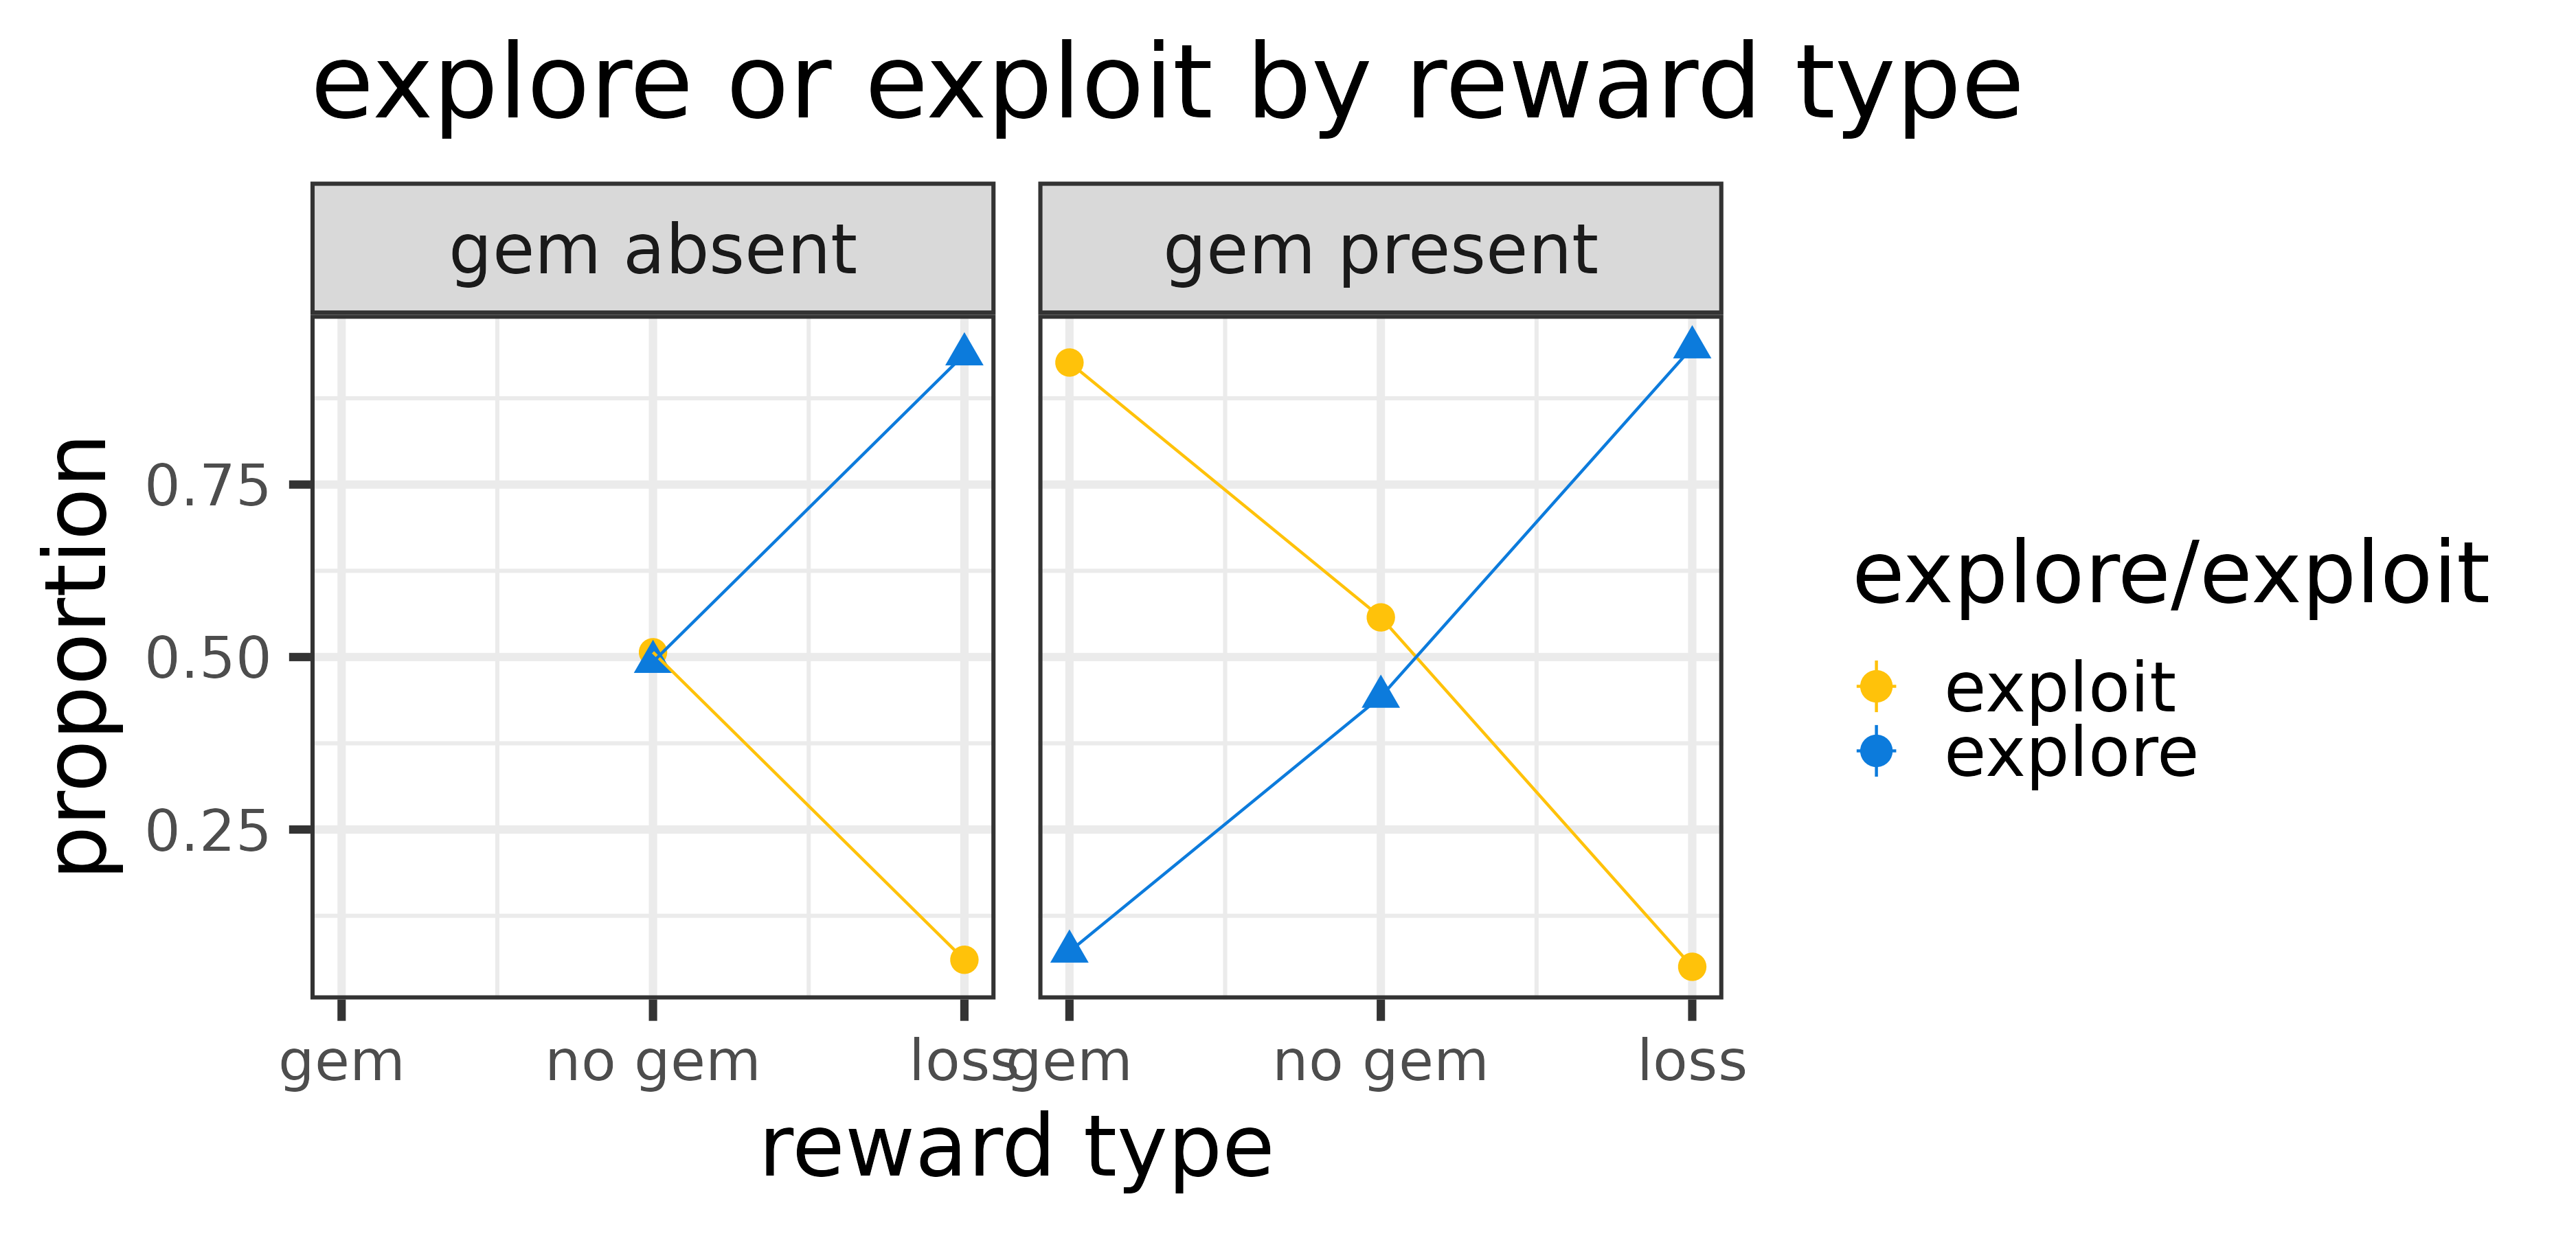 explore or exploit by reward type
gem absent
gem present
proportion
0.75
0.50
0.25
gem no gem loss
gem no gem loss
reward type
explore/exploit
exploit
explore